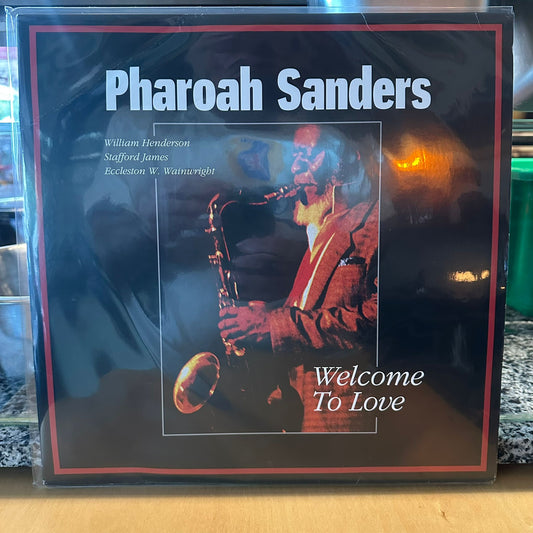 Pharoah Sanders
William Henderson
Stafford James
Eccleston W. Wainwright
Welcome
To Love